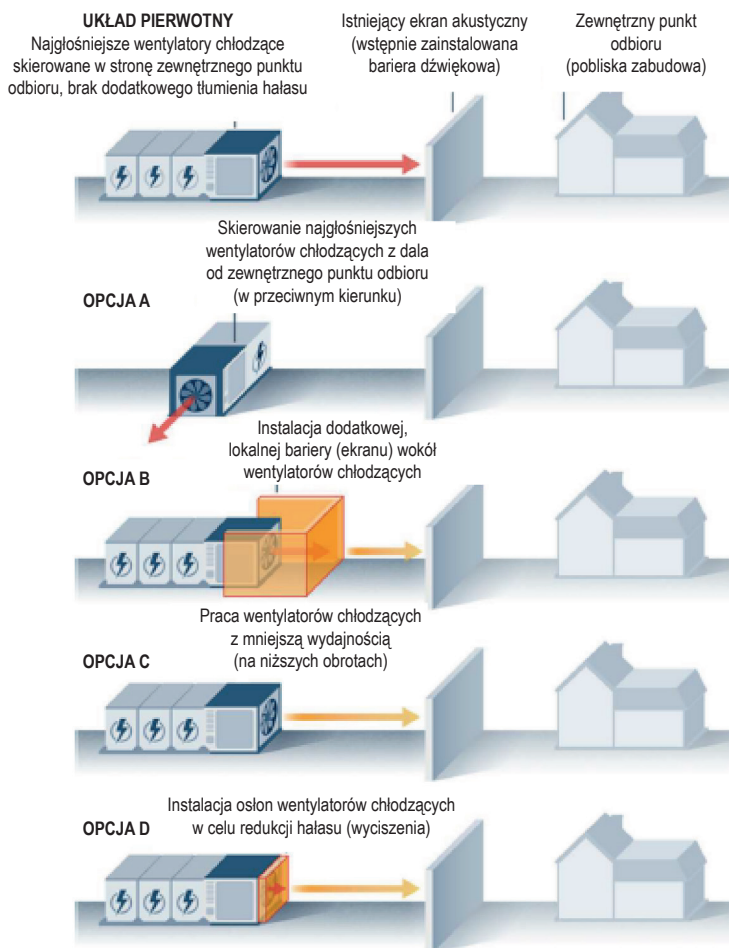 UKŁAD PIERWOTNY
Najgłośniejsze wentylatory chłodzące
skierowane w stronę zewnętrznego punktu
odbioru, brak dodatkowego tłumienia hałasu
Istniejący ekran akustyczny
(wstępnie zainstalowana
bariera dźwiękowa)
Zewnętrzny punkt
odbioru
(pobliska zabudowa)
Skierowanie najgłośniejszych
wentylatorów chłodzących z dala
od zewnętrznego punktu odbioru
(w przeciwnym kierunku)
OPCJA A
Instalacja dodatkowej,
lokalnej bariery (ekranu) wokół
wentylatorów chłodzących
OPCJA B
Praca wentylatorów chłodzących
z mniejszą wydajnością
(na niższych obrotach)
OPCJA C
Instalacja osłon wentylatorów chłodzących
w celu redukcji hałasu (wyciszenia)
OPCJA D